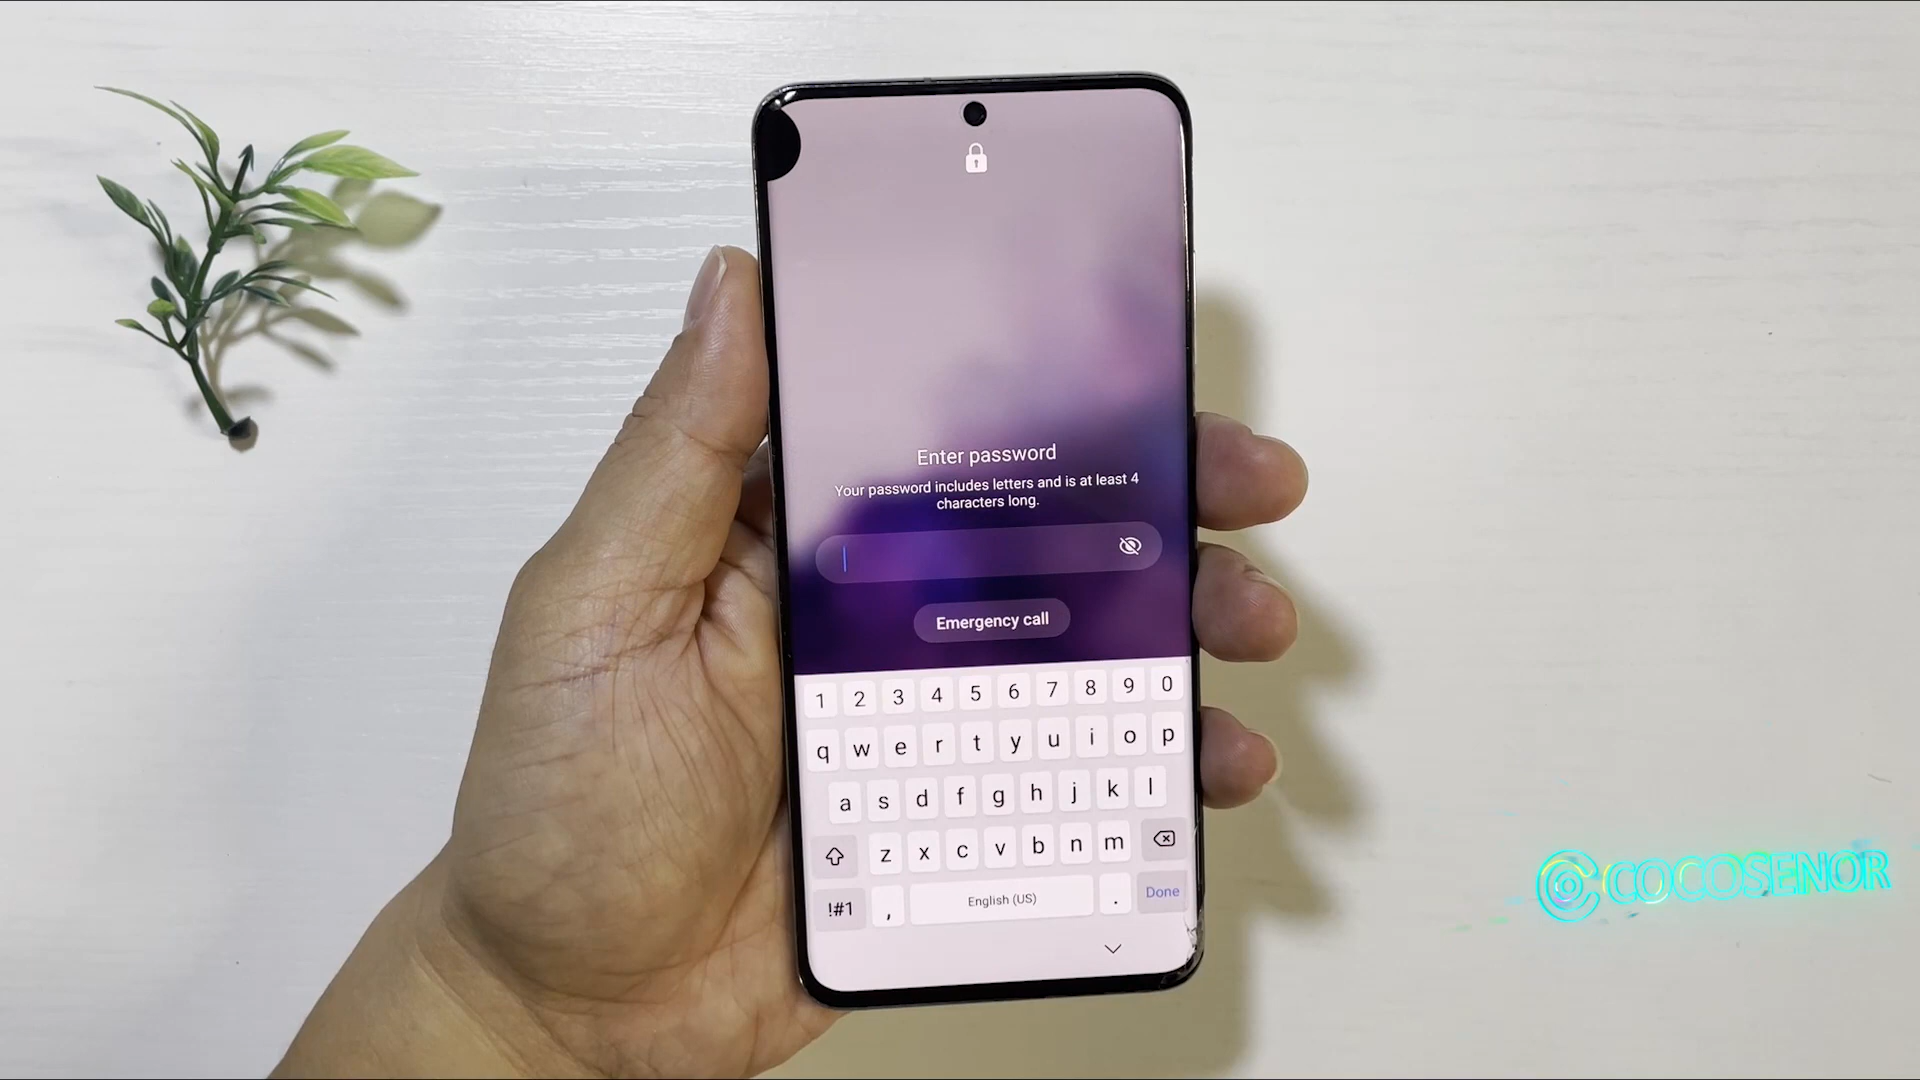 Enter password
Your password includes letters and is at least 4
characters long.
Emergency call
1 2 3 4 5 6 7 8 9 0
q w e r t y u i o p
a s d f g h j k l
z x c v b n m
!#1 , English (US) . Done
COCOSENOR